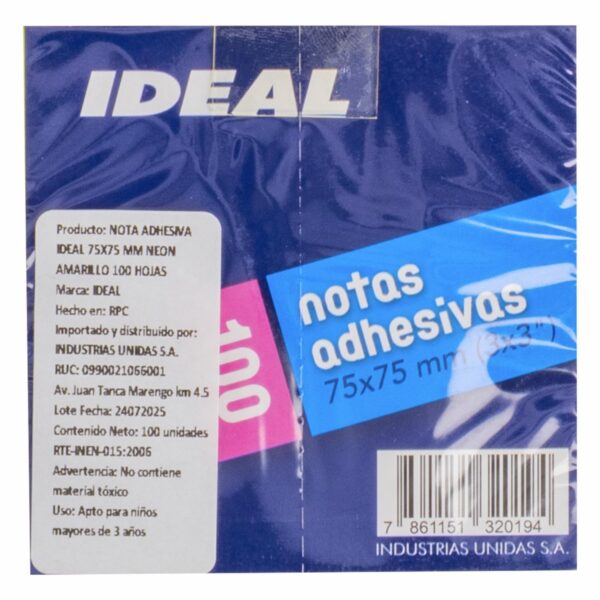 IDEAL
Producto: NOTA ADHESIVA
IDEAL 75X75 MM NEON
AMARILLO 100 HOJAS
Marca: IDEAL
Hecho en: RPC
Importado y distribuido por:
INDUSTRIAS UNIDAS S.A.
RUC: 0990021066001
Av. Juan Tanca Marengo km 4.5
Lote Fecha: 24072025
Contenido Neto: 100 unidades
RTE-INEN-015:2006
Advertencia: No contiene
material tóxico
Uso: Apto para niños
mayores de 3 años
100
notas
adhesivas
75x75 mm (3x3")
7 861151 320194
INDUSTRIAS UNIDAS S.A.